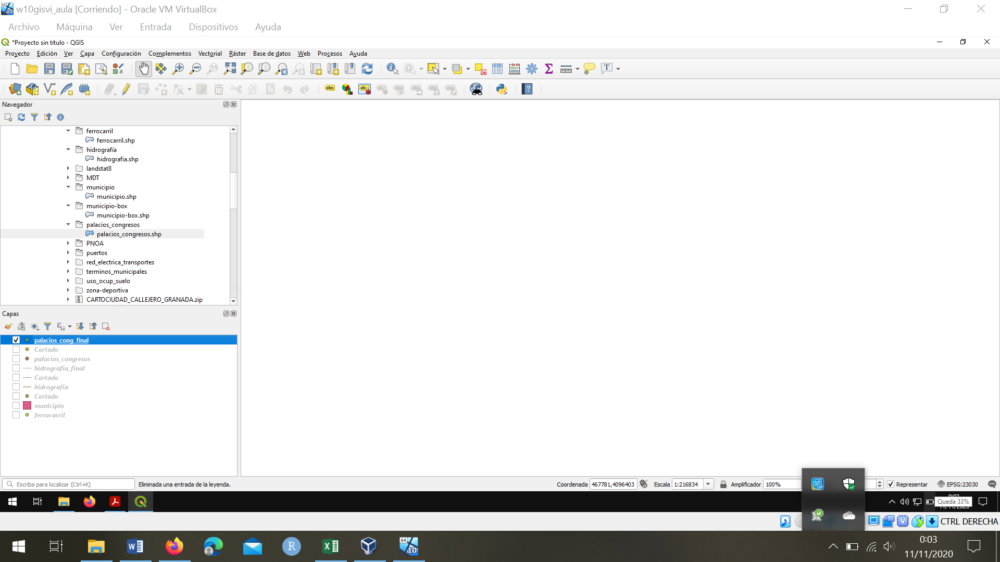 w10gisvi_aula [Corriendo] - Oracle VM VirtualBox
Archivo Máquina Ver Entrada Dispositivos Ayuda
*Proyecto sin título - QGIS
Proyecto Edición Ver Capa Configuración Complementos Vectorial Ráster Base de datos Web Procesos Ayuda
Navegador
ferrocarril
ferrocarril.shp
hidrografía
hidrografia.shp
landstat8
MDT
municipio
municipio.shp
municipio-box
municipio-box.shp
palacios_congresos
palacios_congresos.shp
PNOA
puertos
red_electrica_transportes
terminos_municipales
uso_ocup_suelo
zona-deportiva
CARTOCIUDAD_CALLEJERO_GRANADA.zip
Capas
palacios_cong_final
Cortado
palacios_congresos
hidrografia_final
Cortado
hidrografia
Cortado
municipio
ferrocarril
Escriba para localizar (Ctrl+K) Eliminada una entrada de la leyenda. Coordenada 467781,4096403 Escala 1:216834 Amplificador 100% Representar EPSG:23030
Queda 33%
CTRL DERECHA
0:03
11/11/2020